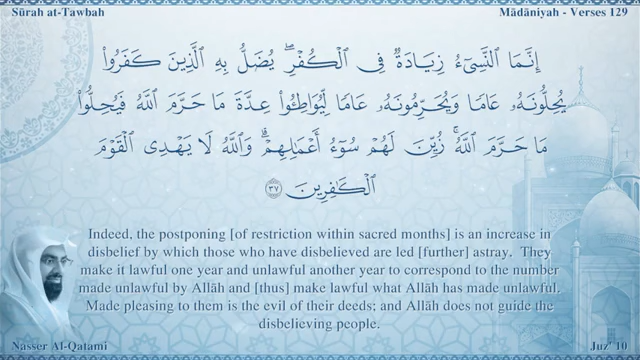 Sūrah at-Tawbah
Mādānīyah - Verses 129
إِنَّمَا ٱلنَّسِىٓءُ زِيَادَةٌ فِى ٱلْكُفْرِ ۖ يُضَلُّ بِهِ ٱلَّذِينَ كَفَرُوا۟
يُحِلُّونَهُۥ عَامًا وَيُحَرِّمُونَهُۥ عَامًا لِّيُوَاطِـُٔوا۟ عِدَّةَ مَا حَرَّمَ ٱللَّهُ فَيُحِلُّوا۟
مَا حَرَّمَ ٱللَّهُ ۚ زُيِّنَ لَهُمْ سُوٓءُ أَعْمَـٰلِهِمْ ۗ وَٱللَّهُ لَا يَهْدِى ٱلْقَوْمَ
ٱلْكَـٰفِرِينَ ٣٧
Indeed, the postponing [of restriction within sacred months] is an increase in
disbelief by which those who have disbelieved are led [further] astray. They
make it lawful one year and unlawful another year to correspond to the number
made unlawful by Allāh and [thus] make lawful what Allāh has made unlawful.
Made pleasing to them is the evil of their deeds; and Allāh does not guide the
disbelieving people.
Nasser Al-Qatami
Juz' 10